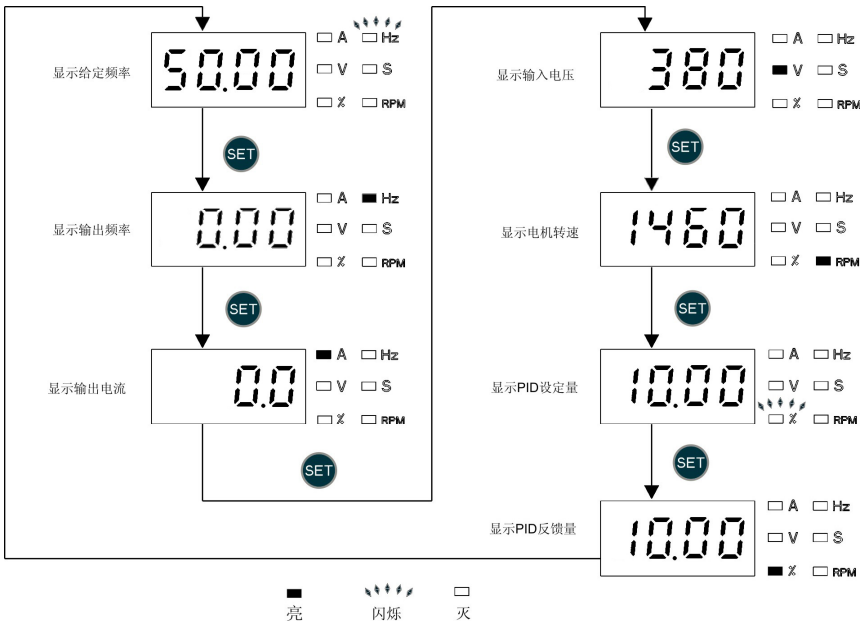 显示给定频率
50.00
A Hz
V S
% RPM
SET
显示输出频率
0.00
A Hz
V S
% RPM
SET
显示输出电流
0.0
A Hz
V S
% RPM
SET
显示输入电压
380
A Hz
V S
% RPM
SET
显示电机转速
1460
A Hz
V S
% RPM
SET
显示PID设定量
10.00
A Hz
V S
% RPM
SET
显示PID反馈量
10.00
A Hz
V S
% RPM
亮 闪烁 灭